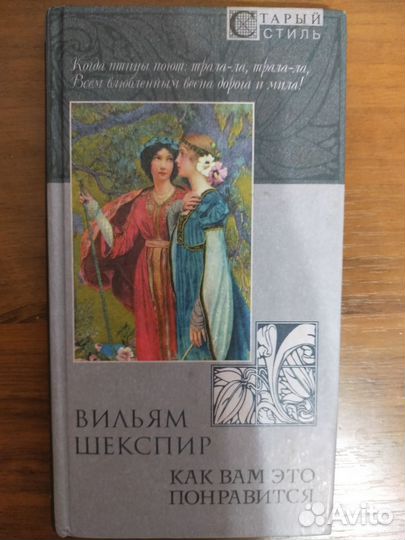 СТАРЫЙ
СТИЛЬ
Когда птицы поют: трала-ла, трала-ла,
Всем влюбленным весна дорога и мила!
ВИЛЬЯМ
ШЕКСПИР
КАК ВАМ ЭТО
ПОНРАВИТСЯ
Avito